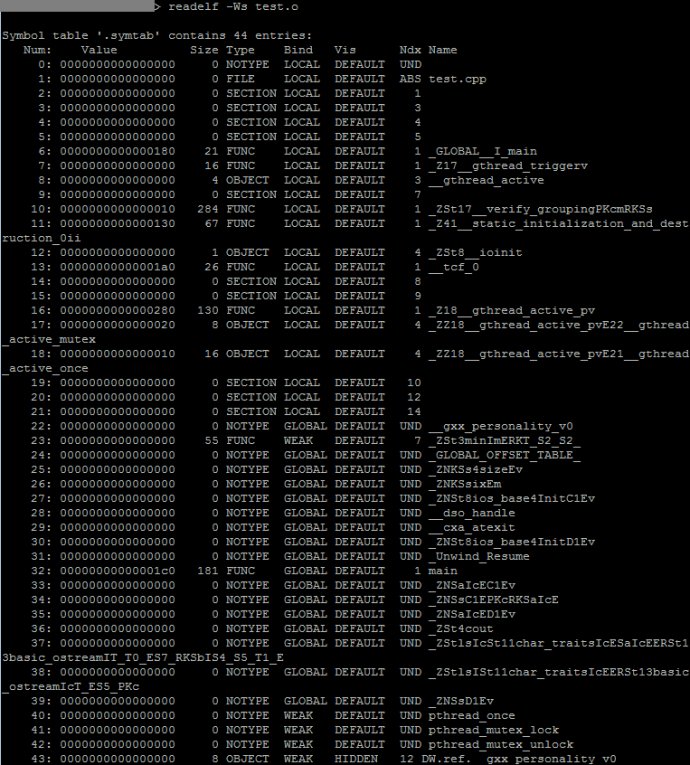 > readelf -Ws test.o
Symbol table '.symtab' contains 44 entries:
Num: Value Size Type Bind Vis Ndx Name
0: 0000000000000000 0 NOTYPE LOCAL DEFAULT UND
1: 0000000000000000 0 FILE LOCAL DEFAULT ABS test.cpp
2: 0000000000000000 0 SECTION LOCAL DEFAULT 1
3: 0000000000000000 0 SECTION LOCAL DEFAULT 3
4: 0000000000000000 0 SECTION LOCAL DEFAULT 4
5: 0000000000000000 0 SECTION LOCAL DEFAULT 5
6: 0000000000000180 21 FUNC LOCAL DEFAULT 1 _GLOBAL__I_main
7: 0000000000000000 16 FUNC LOCAL DEFAULT 1 _Z17__gthread_triggerv
8: 0000000000000000 4 OBJECT LOCAL DEFAULT 3 __gthread_active
9: 0000000000000000 0 SECTION LOCAL DEFAULT 7
10: 0000000000000010 284 FUNC LOCAL DEFAULT 1 _ZSt17__verify_groupingPKcmRKSs
11: 0000000000000130 67 FUNC LOCAL DEFAULT 1 _Z41__static_initialization_and_dest
ruction_0ii
12: 0000000000000000 1 OBJECT LOCAL DEFAULT 4 _ZSt8__ioinit
13: 00000000000001a0 26 FUNC LOCAL DEFAULT 1 __tcf_0
14: 0000000000000000 0 SECTION LOCAL DEFAULT 8
15: 0000000000000000 0 SECTION LOCAL DEFAULT 9
16: 0000000000000280 130 FUNC LOCAL DEFAULT 1 _Z18__gthread_active_pv
17: 0000000000000020 8 OBJECT LOCAL DEFAULT 4 _ZZ18__gthread_active_pvE22__gthread
_active_mutex
18: 0000000000000010 16 OBJECT LOCAL DEFAULT 4 _ZZ18__gthread_active_pvE21__gthread
_active_once
19: 0000000000000000 0 SECTION LOCAL DEFAULT 10
20: 0000000000000000 0 SECTION LOCAL DEFAULT 12
21: 0000000000000000 0 SECTION LOCAL DEFAULT 14
22: 0000000000000000 0 NOTYPE GLOBAL DEFAULT UND __gxx_personality_v0
23: 0000000000000000 55 FUNC WEAK DEFAULT 7 _ZSt3minImERKT_S2_S2_
24: 0000000000000000 0 NOTYPE GLOBAL DEFAULT UND _GLOBAL_OFFSET_TABLE_
25: 0000000000000000 0 NOTYPE GLOBAL DEFAULT UND _ZNKSs4sizeEv
26: 0000000000000000 0 NOTYPE GLOBAL DEFAULT UND _ZNKSsixEm
27: 0000000000000000 0 NOTYPE GLOBAL DEFAULT UND _ZNSt8ios_base4InitC1Ev
28: 0000000000000000 0 NOTYPE GLOBAL DEFAULT UND __dso_handle
29: 0000000000000000 0 NOTYPE GLOBAL DEFAULT UND __cxa_atexit
30: 0000000000000000 0 NOTYPE GLOBAL DEFAULT UND _ZNSt8ios_base4InitD1Ev
31: 0000000000000000 0 NOTYPE GLOBAL DEFAULT UND _Unwind_Resume
32: 00000000000001c0 181 FUNC GLOBAL DEFAULT 1 main
33: 0000000000000000 0 NOTYPE GLOBAL DEFAULT UND _ZNSaIcEC1Ev
34: 0000000000000000 0 NOTYPE GLOBAL DEFAULT UND _ZNSsC1EPKcRKSaIcE
35: 0000000000000000 0 NOTYPE GLOBAL DEFAULT UND _ZNSaIcED1Ev
36: 0000000000000000 0 NOTYPE GLOBAL DEFAULT UND _ZSt4cout
37: 0000000000000000 0 NOTYPE GLOBAL DEFAULT UND _ZStlsIcSt11char_traitsIcESaIcEERSt1
3basic_ostreamIT_T0_ES7_RKSbIS4_S5_T1_E
38: 0000000000000000 0 NOTYPE GLOBAL DEFAULT UND _ZStlsISt11char_traitsIcEERSt13basic
_ostreamIcT_ES5_PKc
39: 0000000000000000 0 NOTYPE GLOBAL DEFAULT UND _ZNSsD1Ev
40: 0000000000000000 0 NOTYPE WEAK DEFAULT UND pthread_once
41: 0000000000000000 0 NOTYPE WEAK DEFAULT UND pthread_mutex_lock
42: 0000000000000000 0 NOTYPE WEAK DEFAULT UND pthread_mutex_unlock
43: 0000000000000000 8 OBJECT WEAK HIDDEN 12 DW.ref.__gxx_personality_v0